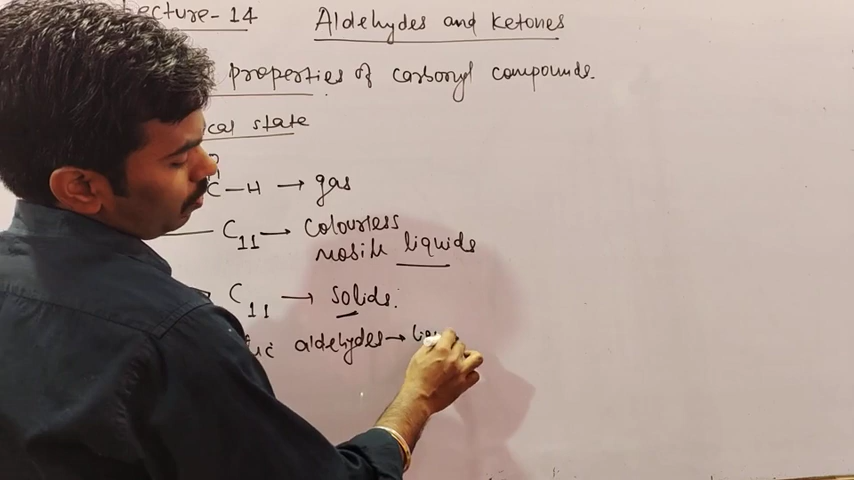 ecture-14
Aldehydes and Ketones
properties of carbonyl compounds.
cal state
C—H → gas
C11 → Colourless
mobile liquids
C11 → solids.
ic aldehydes →